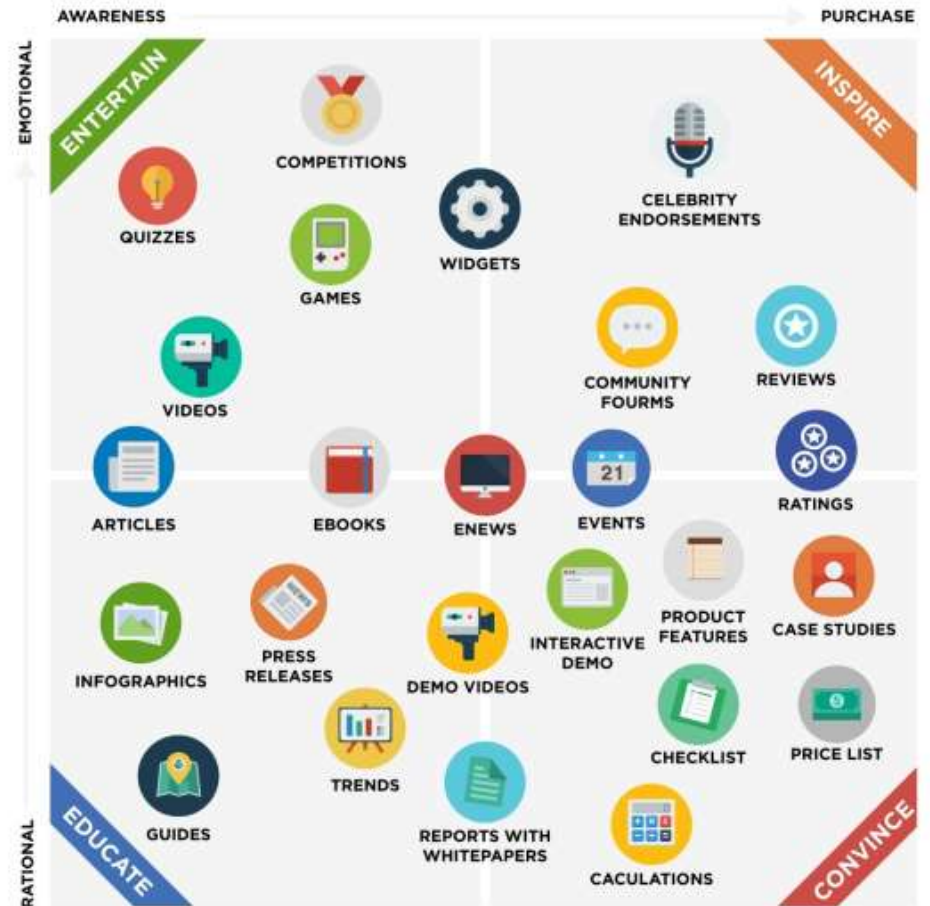 AWARENESS
PURCHASE
EMOTIONAL
ENTERTAIN
INSPIRE
COMPETITIONS
CELEBRITY
ENDORSEMENTS
QUIZZES
WIDGETS
GAMES
COMMUNITY
FOURMS
REVIEWS
VIDEOS
21
RATINGS
ARTICLES
EBOOKS
ENEWS
EVENTS
NEWS
PRODUCT
FEATURES
CASE STUDIES
INTERACTIVE
DEMO
PRESS
RELEASES
INFOGRAPHICS
DEMO VIDEOS
CHECKLIST
PRICE LIST
TRENDS
GUIDES
REPORTS WITH
WHITEPAPERS
CACULATIONS
RATIONAL
EDUCATE
CONVINCE